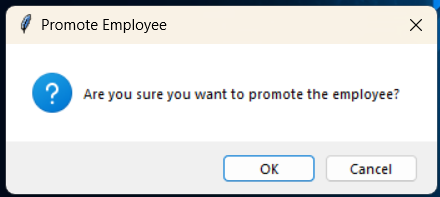 Promote Employee
Are you sure you want to promote the employee?
OK
Cancel